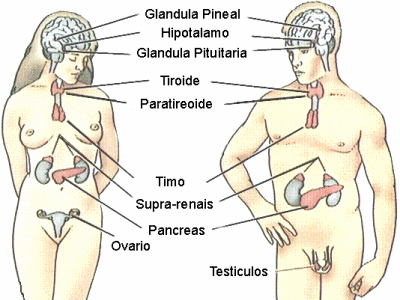 Glandula Pineal
Hipotalamo
Glandula Pituitaria
Tiroide
Paratireoide
Timo
Supra-renais
Pancreas
Ovario
Testiculos